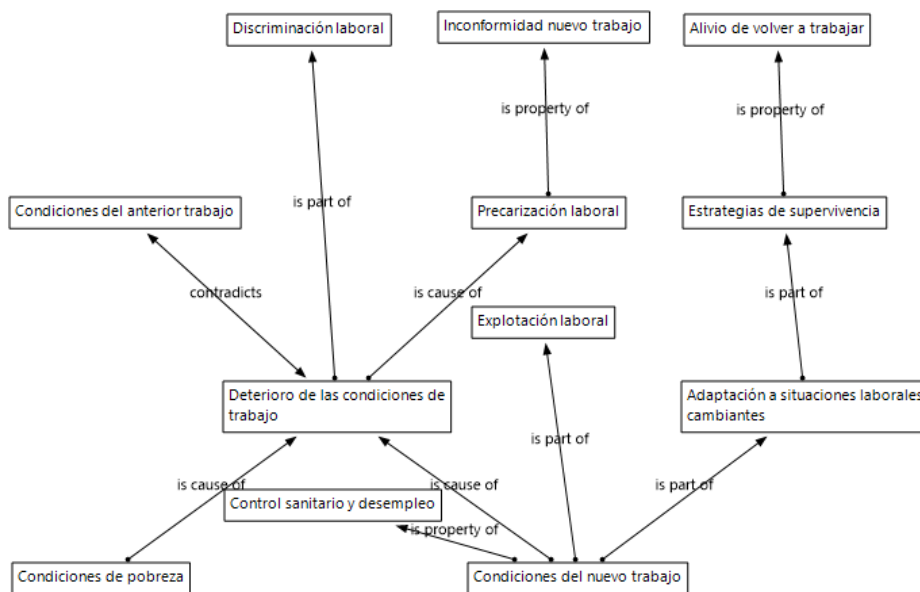 Discriminación laboral
Inconformidad nuevo trabajo
Alivio de volver a trabajar
is property of
is property of
is part of
Condiciones del anterior trabajo
Precarización laboral
Estrategias de supervivencia
contradicts
is cause of
is part of
Explotación laboral
Deterioro de las condiciones de
trabajo
Adaptación a situaciones laborales
cambiantes
is part of
is cause of
is cause of
is part of
Control sanitario y desempleo
is property of
Condiciones de pobreza
Condiciones del nuevo trabajo